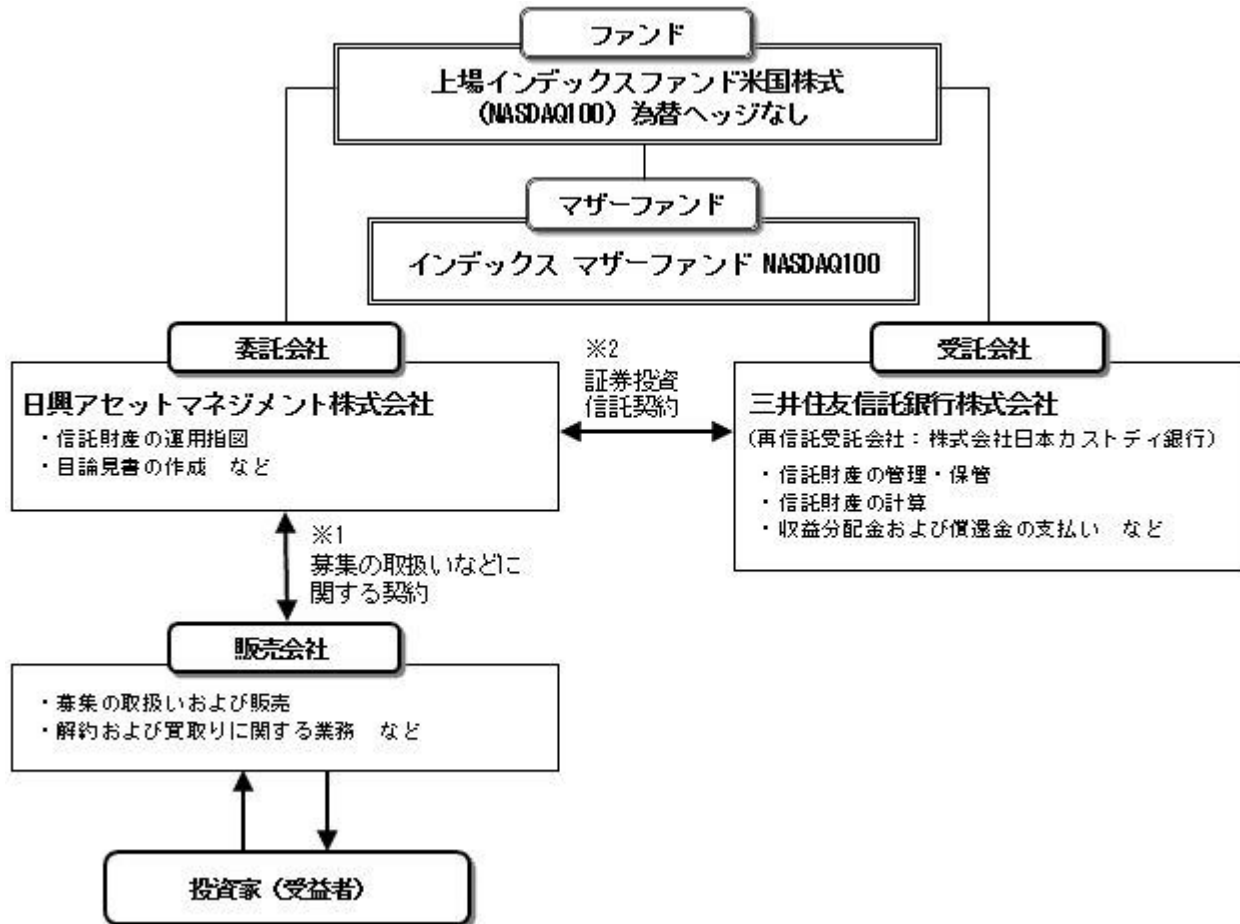 ファンド
上場インデックスファンド米国株式
(NASDAQ100) 為替ヘッジなし
マザーファンド
インデックス マザーファンド NASDAQ100
委託会社
日興アセットマネジメント株式会社
・信託財産の運用指図
・目論見書の作成 など
※2
証券投資
信託契約
受託会社
三井住友信託銀行株式会社
(再信託受託会社：株式会社日本カストディ銀行)
・信託財産の管理・保管
・信託財産の計算
・収益分配金および償還金の支払い など
※1
募集の取扱いなどに
関する契約
販売会社
・募集の取扱いおよび販売
・解約および買取りに関する業務 など
投資家（受益者）